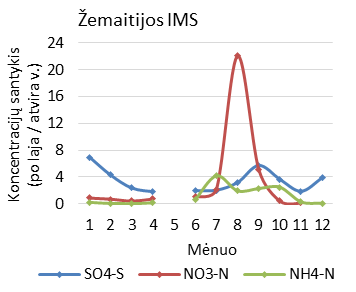 Žemaitijos IMS
Koncentracijų santykis
(po laja / atvira v.)
24
20
16
12
8
4
0
1 2 3 4 5 6 7 8 9 10 11 12
Mėnuo
SO4-S NO3-N NH4-N